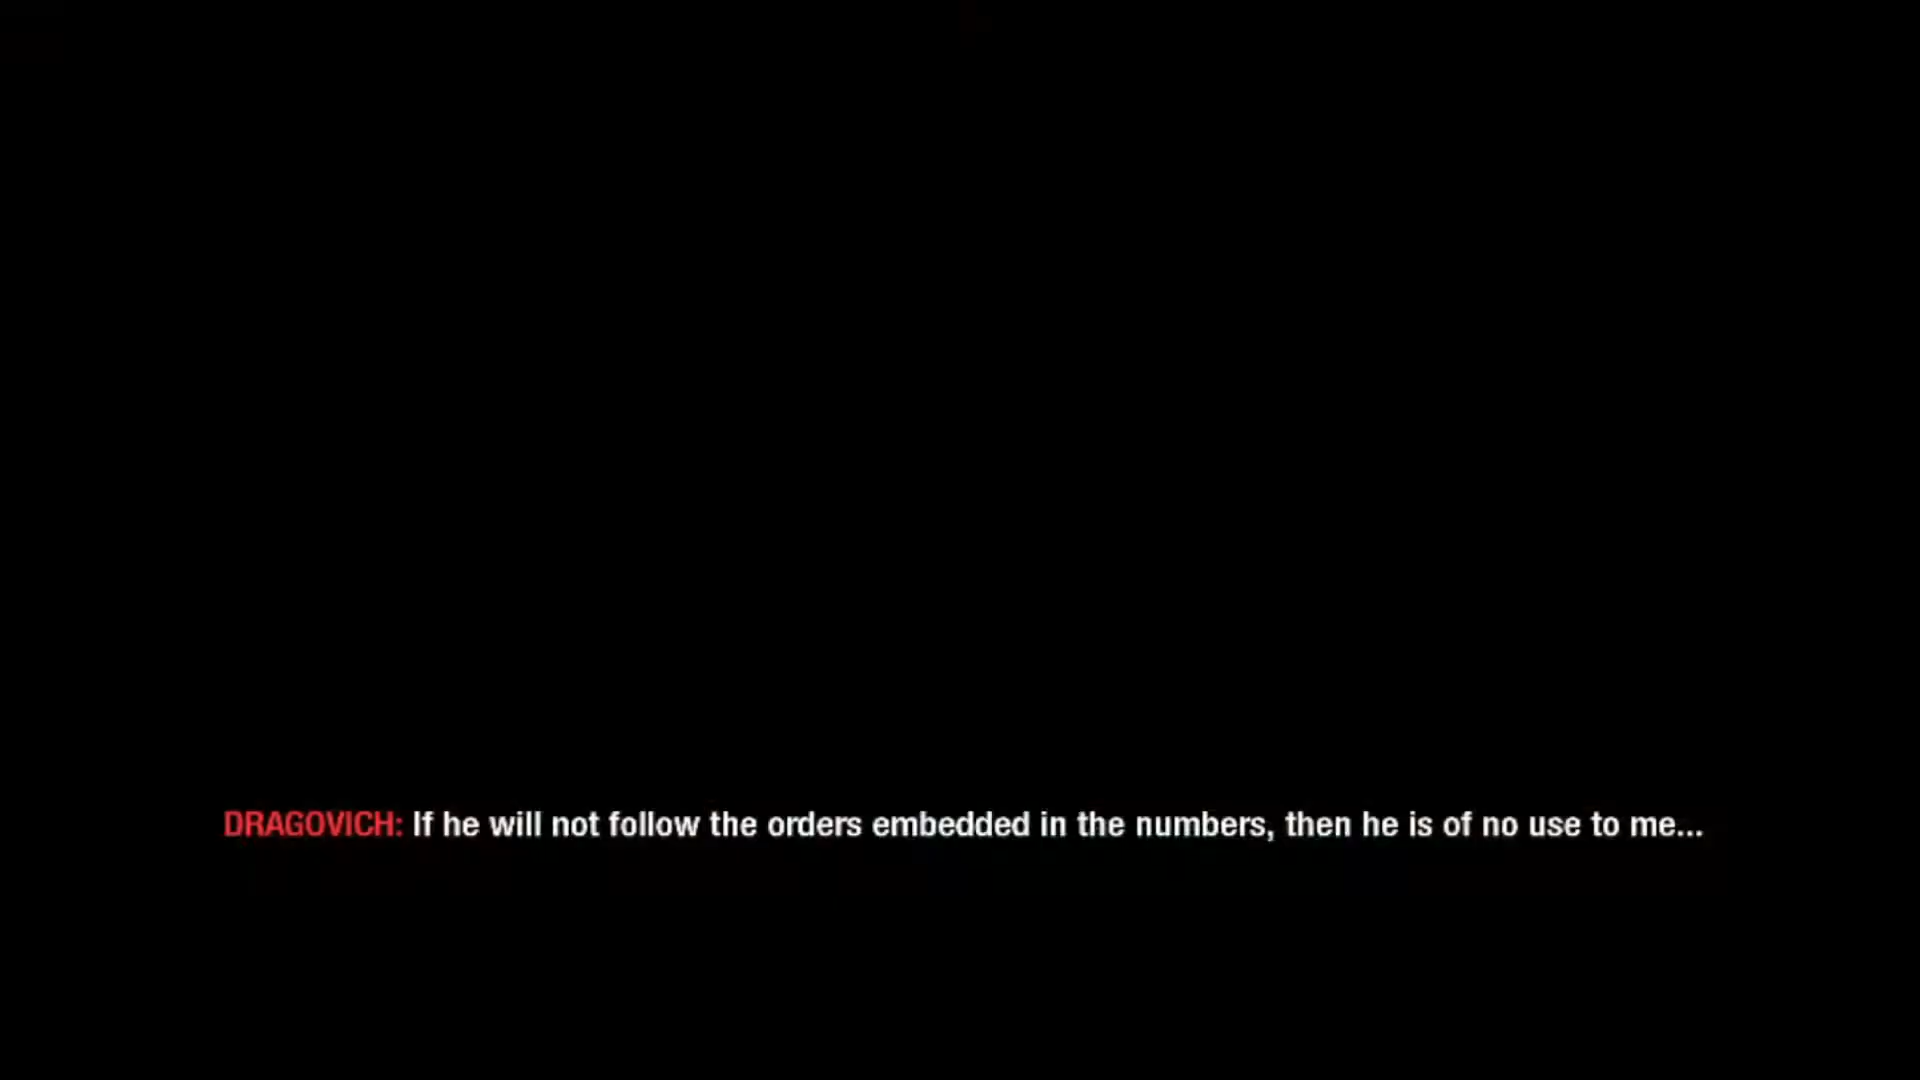 DRAGOVICH: If he will not follow the orders embedded in the numbers, then he is of no use to me...